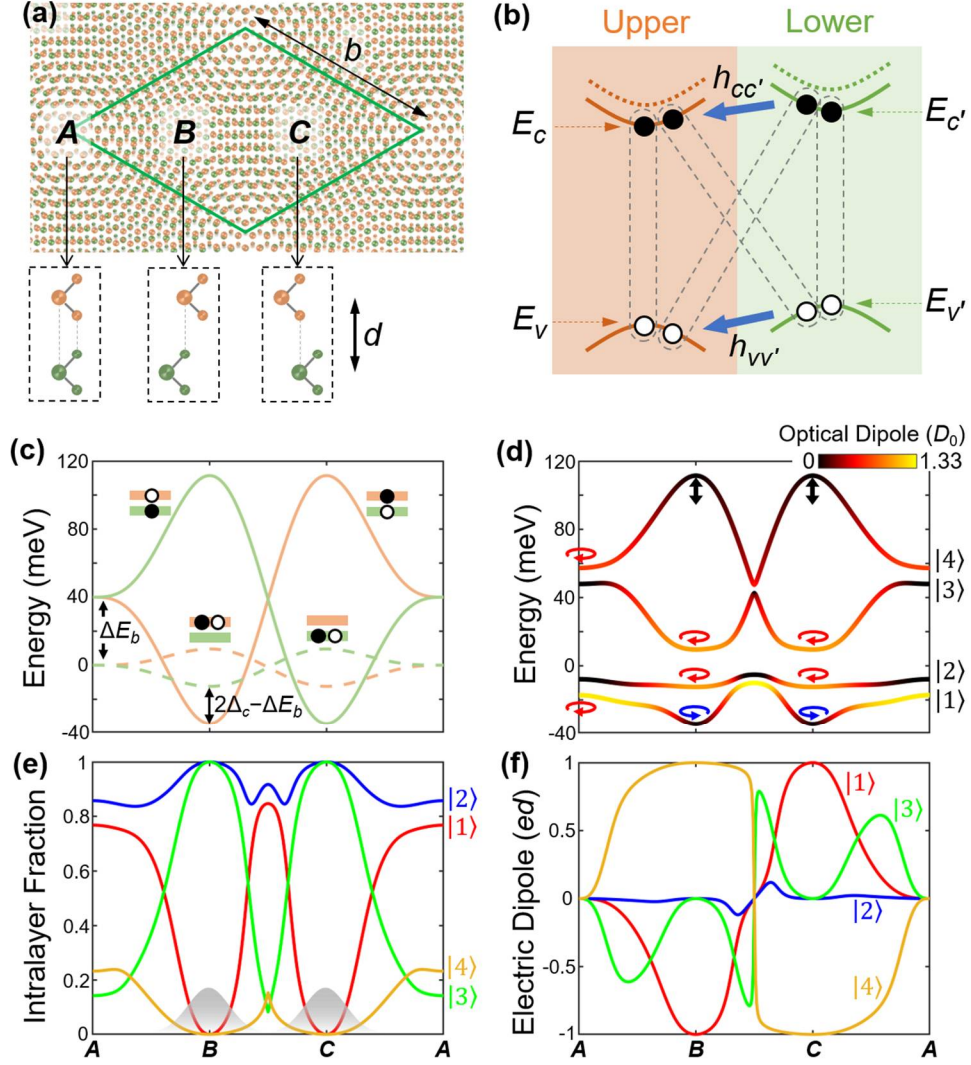 (a)
b
A B C
d
(b)
Upper Lower
h_cc'
E_c E_c'
E_v E_v'
h_vv'
(c)
Energy (meV)
120
80
40
0
-40
ΔE_b
2Δ_c−ΔE_b
(d)
Optical Dipole (D_0)
0 1.33
Energy (meV)
120
80
40
0
-40
|4⟩
|3⟩
|2⟩
|1⟩
(e)
Intralayer Fraction
1
0.8
0.6
0.4
0.2
0
|2⟩
|1⟩
|4⟩
|3⟩
A B C A
(f)
Electric Dipole (ed)
1
0.5
0
-0.5
-1
|1⟩
|3⟩
|2⟩
|4⟩
A B C A